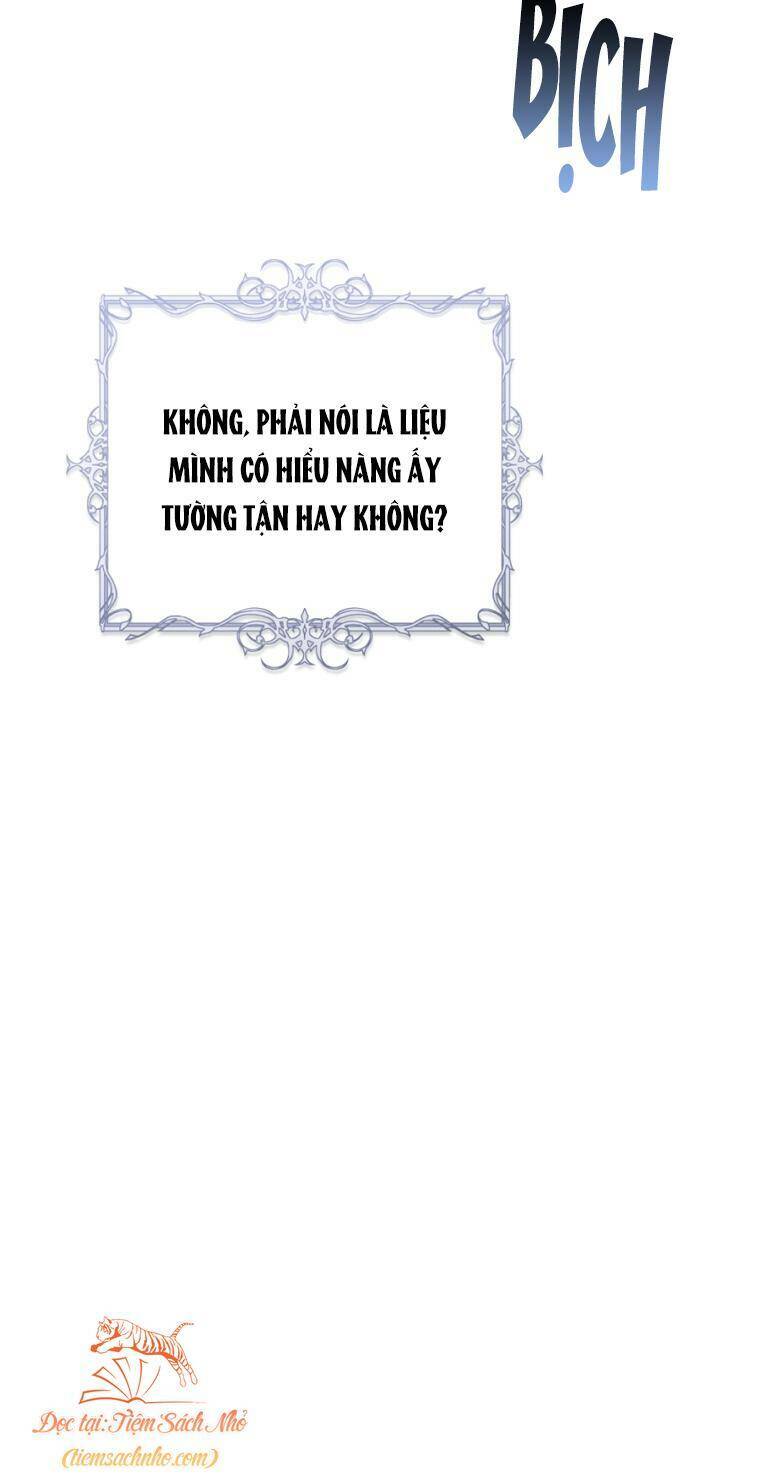 BỊCH
KHÔNG, PHẢI NÓI LÀ LIỆU
MÌNH CÓ HIỂU NÀNG ẤY
TƯỜNG TẬN HAY KHÔNG?
Đọc tại: Tiệm Sách Nhỏ
(tiemsachnho.com)